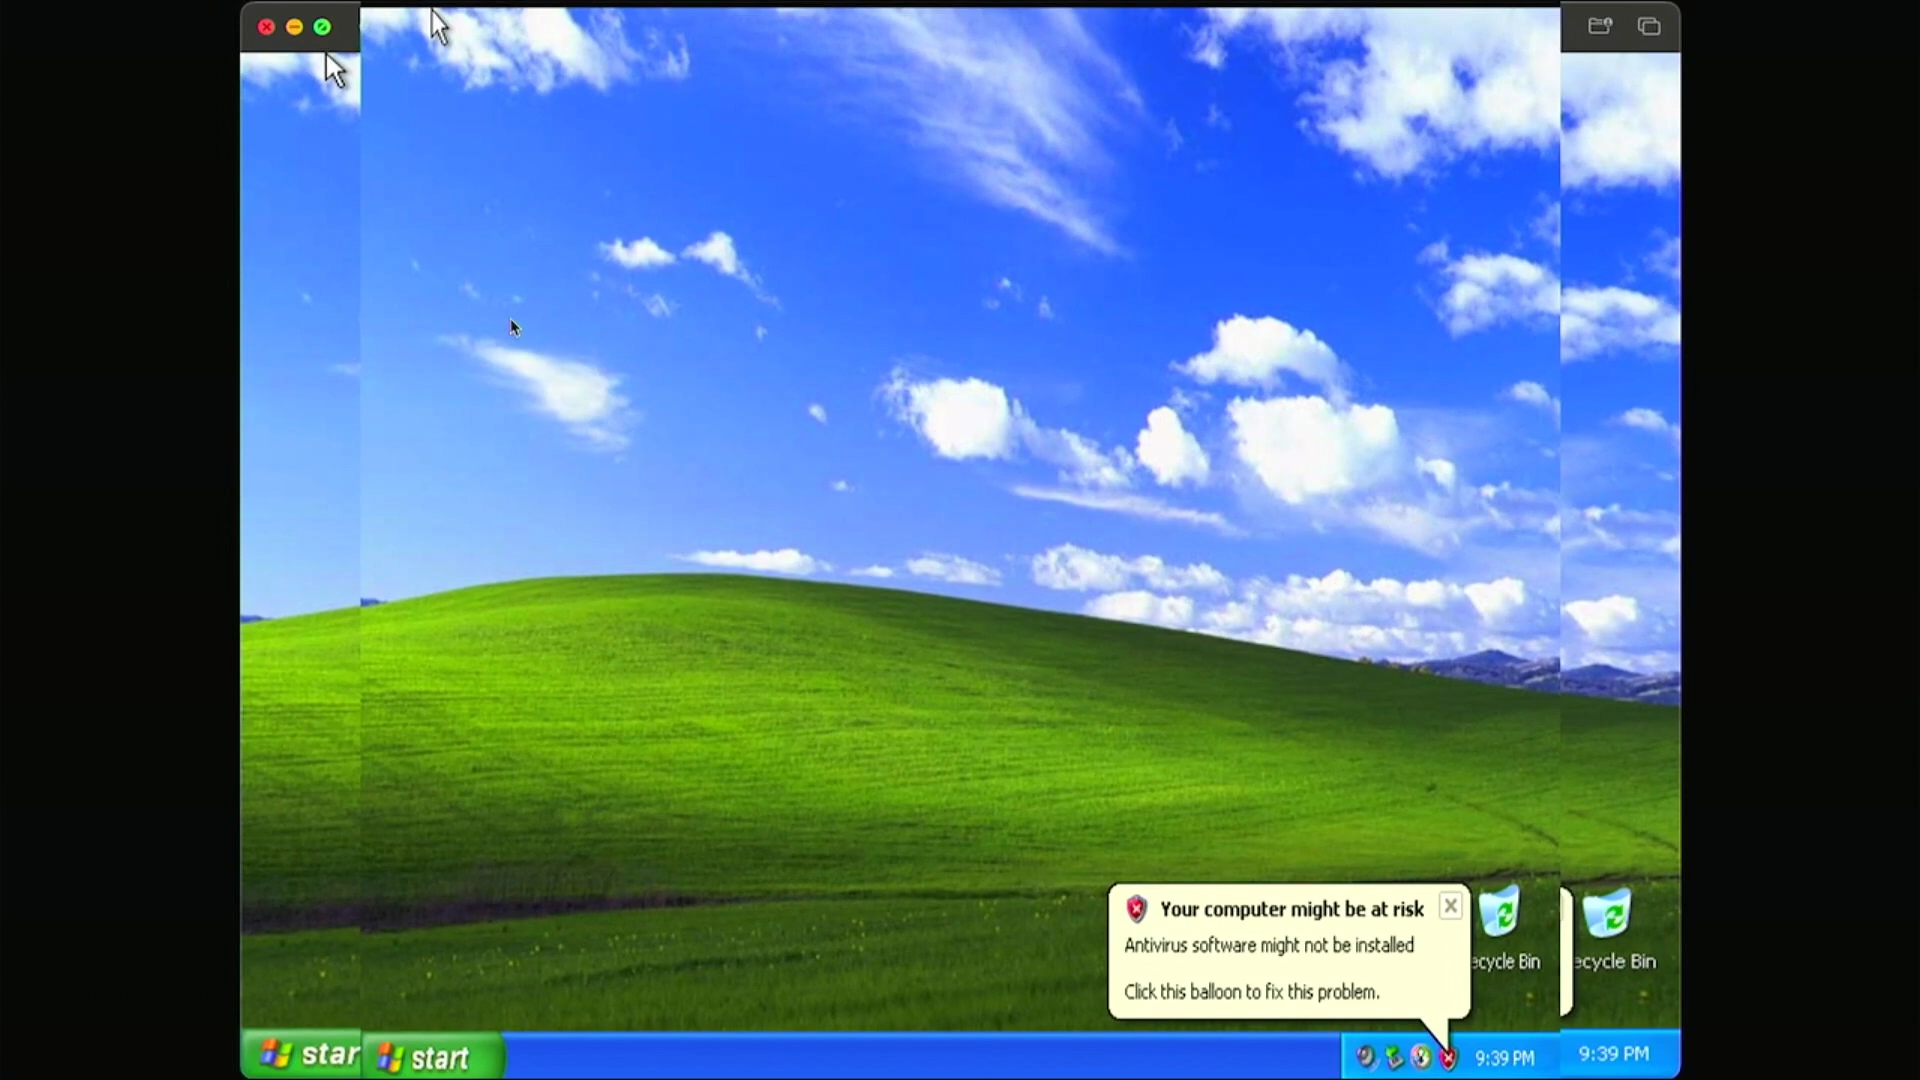 Your computer might be at risk
Antivirus software might not be installed
Click this balloon to fix this problem.
ecycle Bin
ecycle Bin
star
start
9:39 PM
9:39 PM